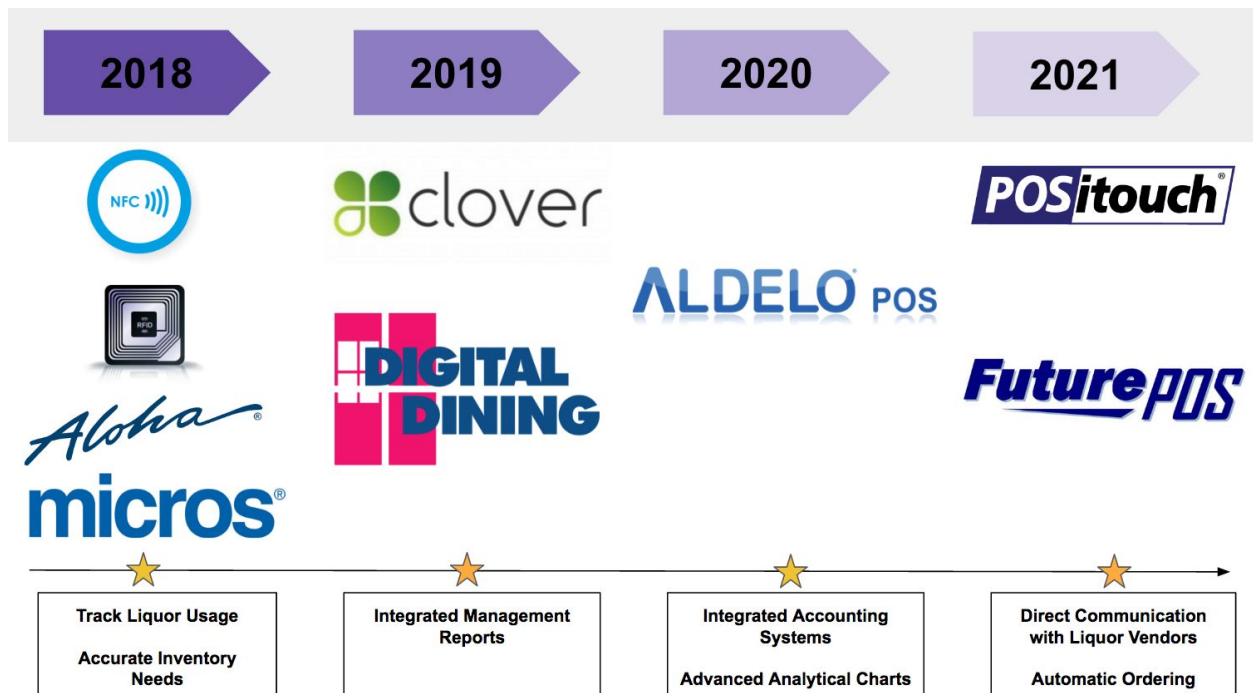 2018
2019
2020
2021
NFC
RFID
Aloha®
micros®
clover
DIGITAL
DINING
ALDELO® POS
POSitouch®
FuturePOS
Track Liquor Usage
Accurate Inventory
Needs
Integrated Management
Reports
Integrated Accounting
Systems
Advanced Analytical Charts
Direct Communication
with Liquor Vendors
Automatic Ordering